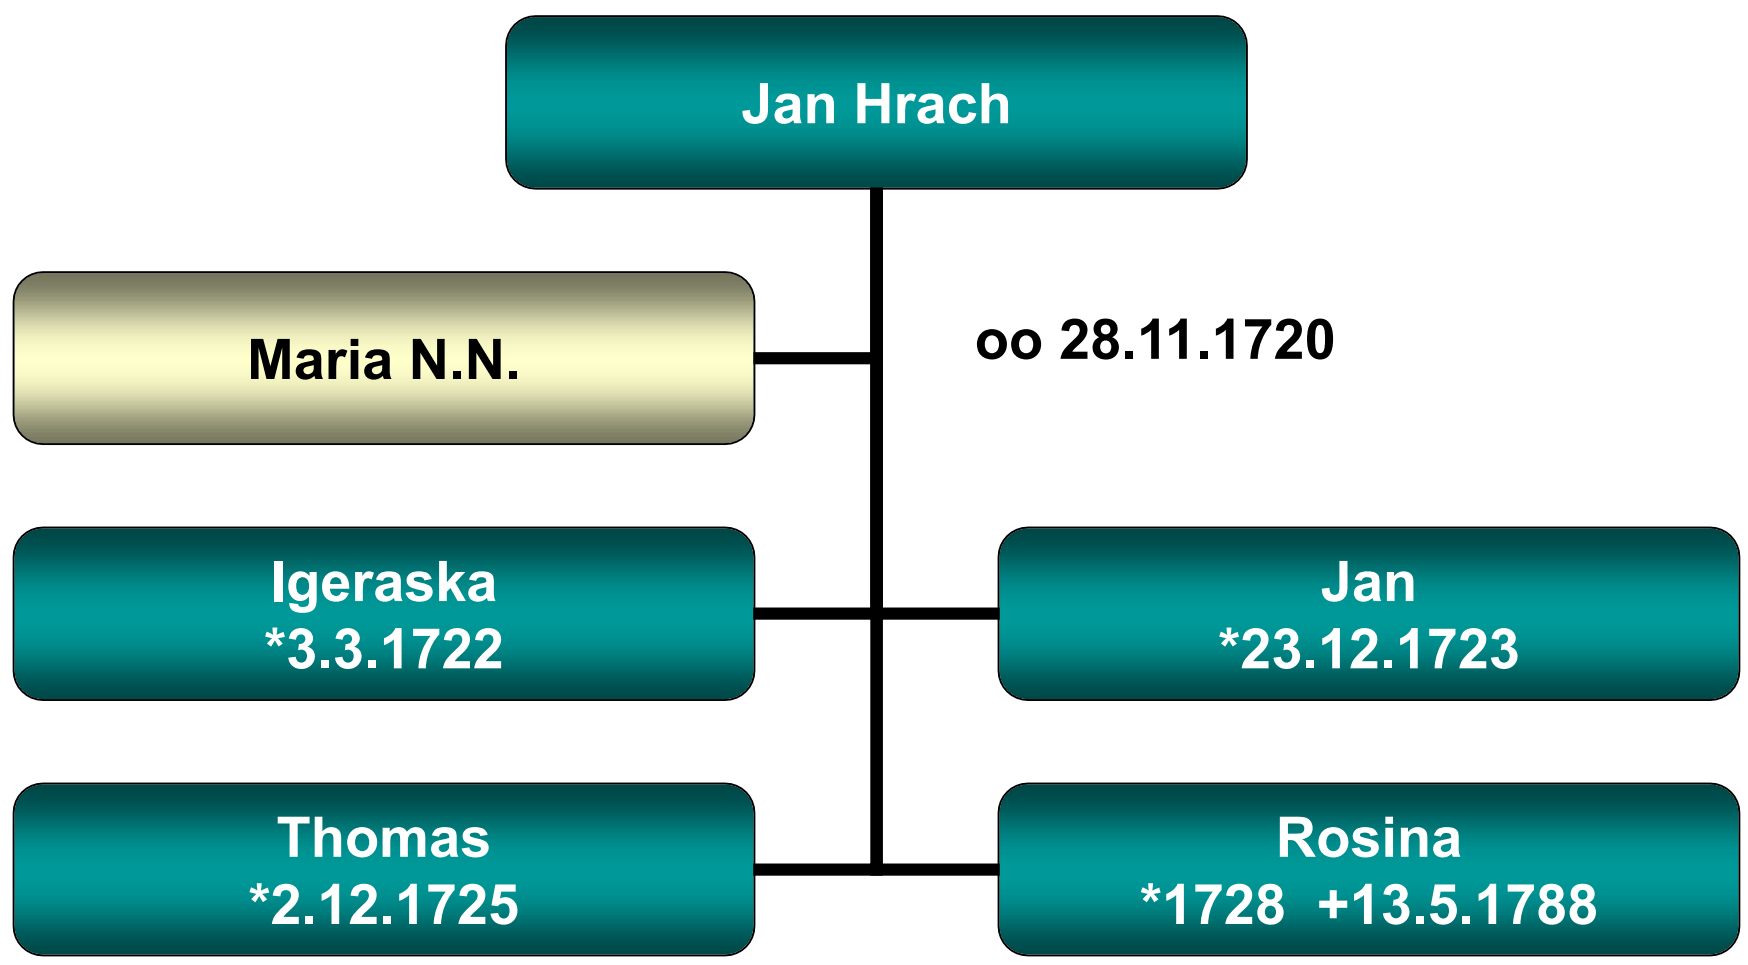 Jan Hrach
Maria N.N.
oo 28.11.1720
Igeraska
*3.3.1722
Jan
*23.12.1723
Thomas
*2.12.1725
Rosina
*1728  +13.5.1788